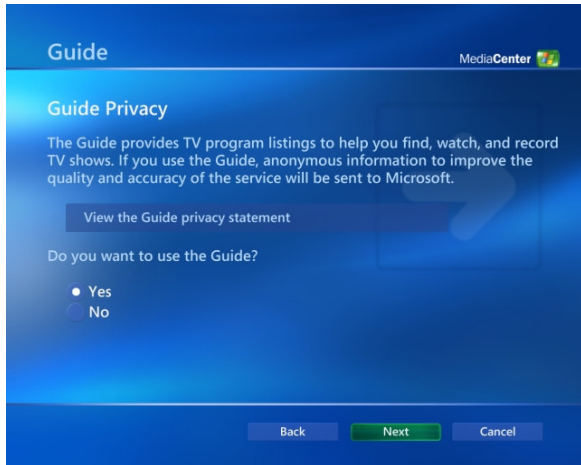 Guide
MediaCenter
Guide Privacy
The Guide provides TV program listings to help you find, watch, and record
TV shows. If you use the Guide, anonymous information to improve the
quality and accuracy of the service will be sent to Microsoft.
View the Guide privacy statement
Do you want to use the Guide?
Yes
No
Back Next Cancel